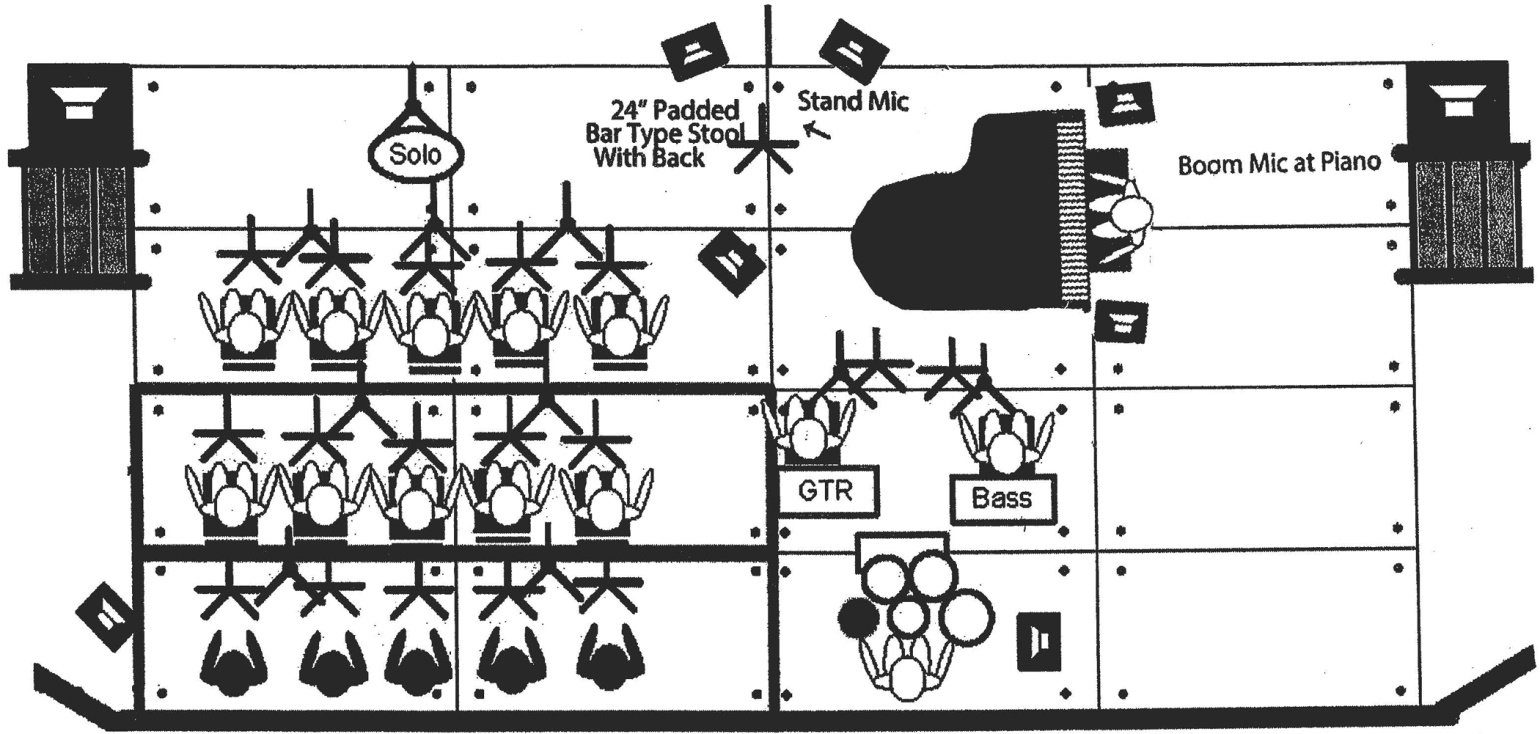 24" Padded
Bar Type Stool
With Back
Stand Mic
Solo
Boom Mic at Piano
GTR
Bass